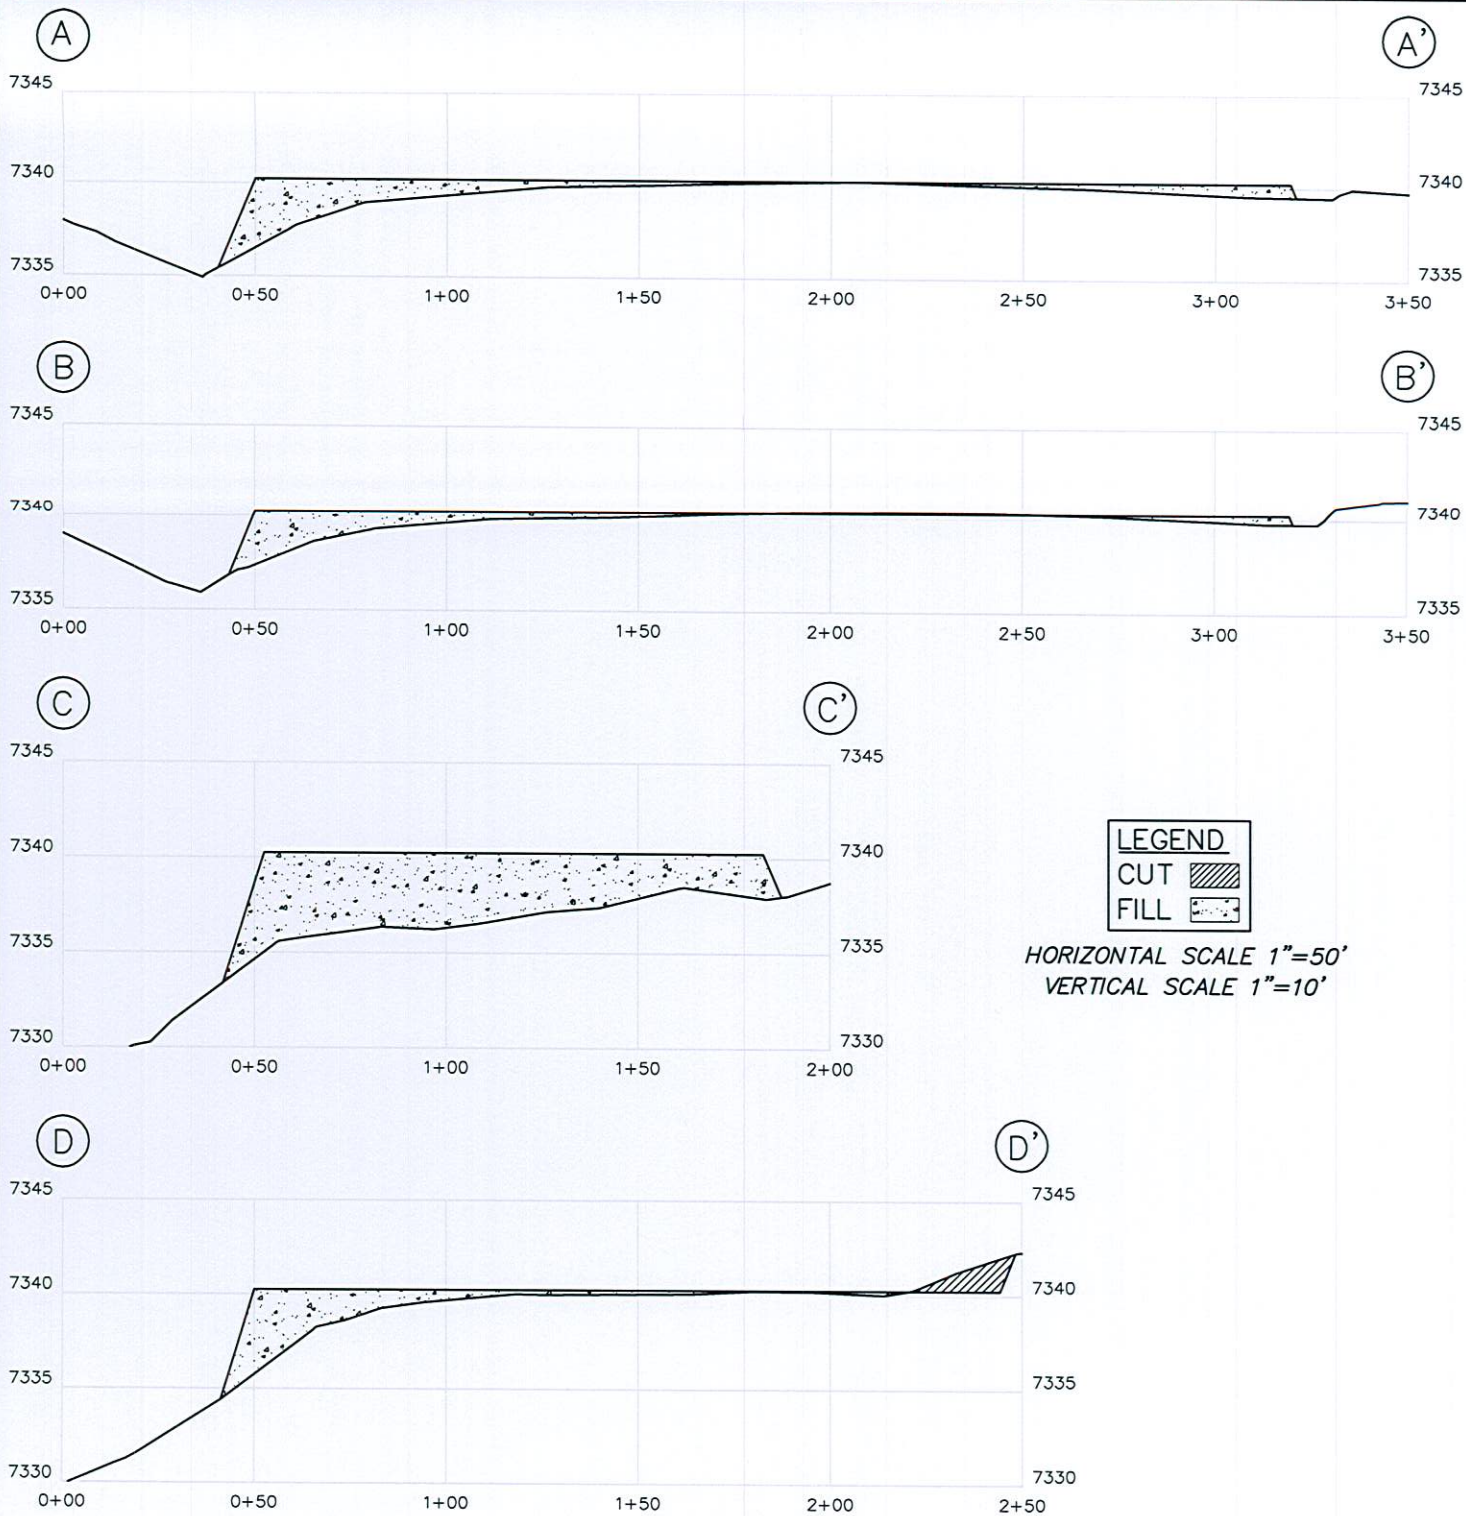 A A'
7345 7345
7340 7340
7335 7335
0+00 0+50 1+00 1+50 2+00 2+50 3+00 3+50
B B'
7345 7345
7340 7340
7335 7335
0+00 0+50 1+00 1+50 2+00 2+50 3+00 3+50
C C'
7345 7345
7340 7340
7335 7335
7330 7330
0+00 0+50 1+00 1+50 2+00
LEGEND
CUT
FILL
HORIZONTAL SCALE 1"=50'
VERTICAL SCALE 1"=10'
D D'
7345 7345
7340 7340
7335 7335
7330 7330
0+00 0+50 1+00 1+50 2+00 2+50